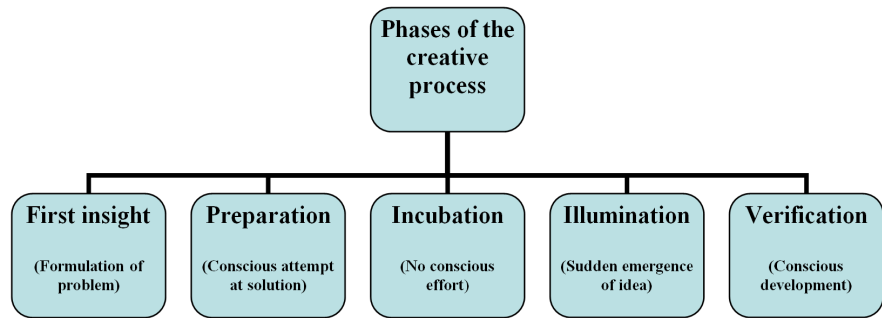 Phases of the
creative
process
First insight
(Formulation of
problem)
Preparation
(Conscious attempt
at solution)
Incubation
(No conscious
effort)
Illumination
(Sudden emergence
of idea)
Verification
(Conscious
development)